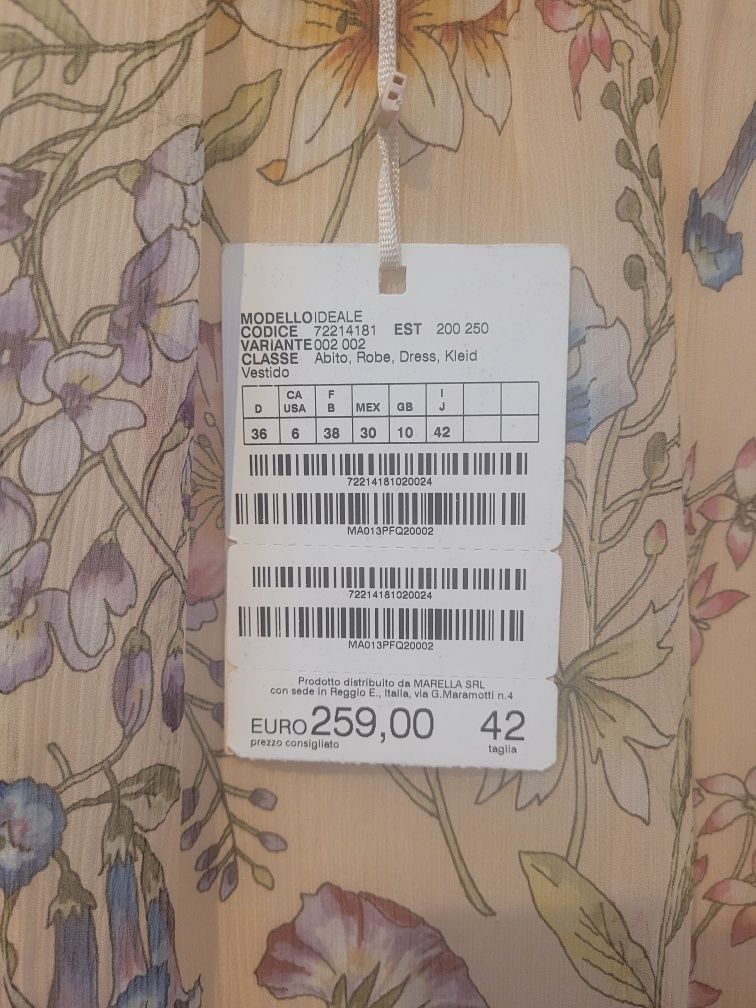 MODELLO IDEALE
CODICE 72214181 EST 200 250
VARIANTE 002 002
CLASSE Abito, Robe, Dress, Kleid
Vestido
D CA USA F B MEX GB I J
36 6 38 30 10 42
72214181020024
MA013PFQ20002
72214181020024
MA013PFQ20002
Prodotto distribuito da MARELLA SRL
con sede in Reggio E., Italia, via G.Maramotti n.4
EURO 259,00 42
prezzo consigliato taglia